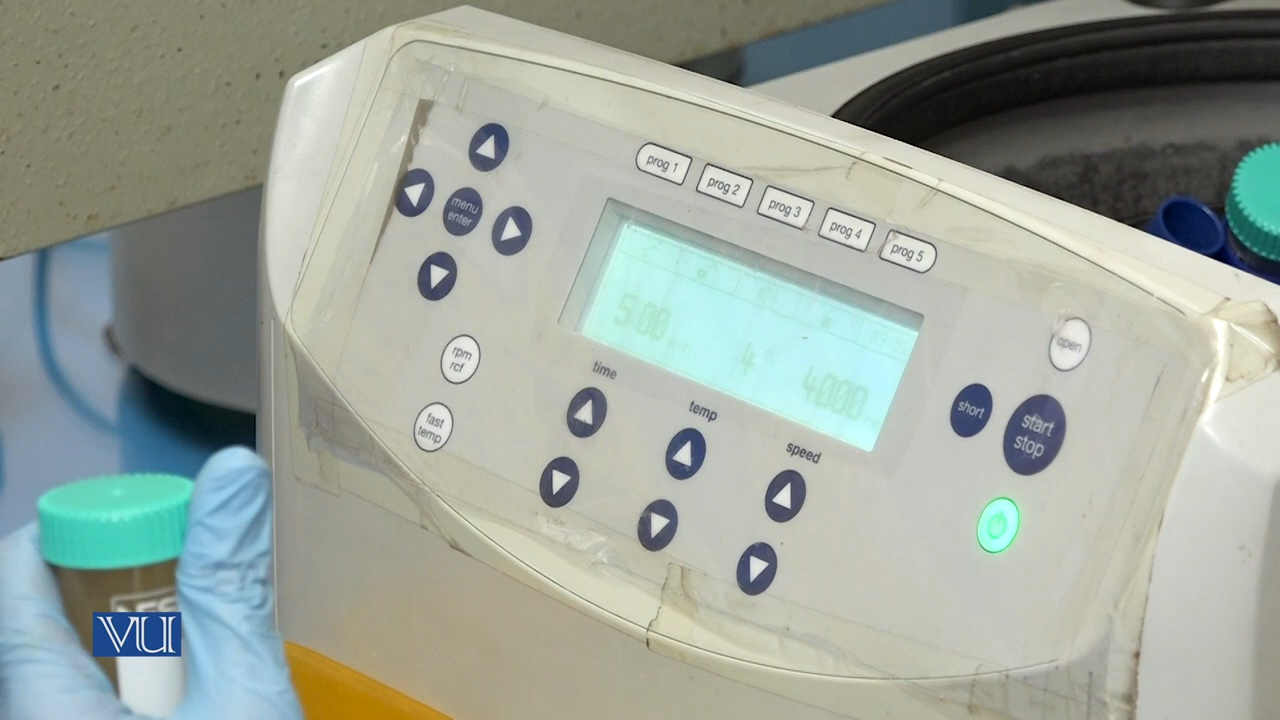 prog 1
prog 2
prog 3
prog 4
prog 5
menu
enter
5:00
4
4000
rpm
rcf
fast
temp
time
temp
speed
open
short
start
stop
VU